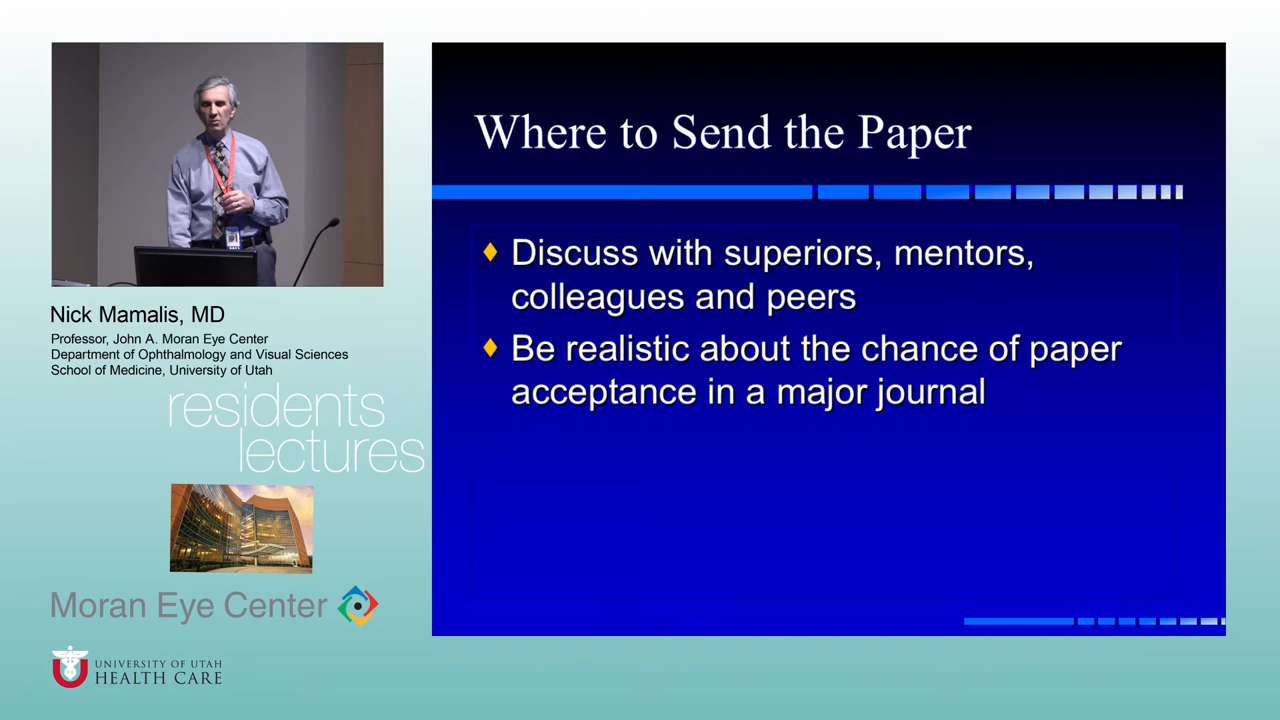 Where to Send the Paper
Discuss with superiors, mentors,
colleagues and peers
Be realistic about the chance of paper
acceptance in a major journal
Nick Mamalis, MD
Professor, John A. Moran Eye Center
Department of Ophthalmology and Visual Sciences
School of Medicine, University of Utah
residents
lectures
Moran Eye Center
U
UNIVERSITY OF UTAH
HEALTH CARE